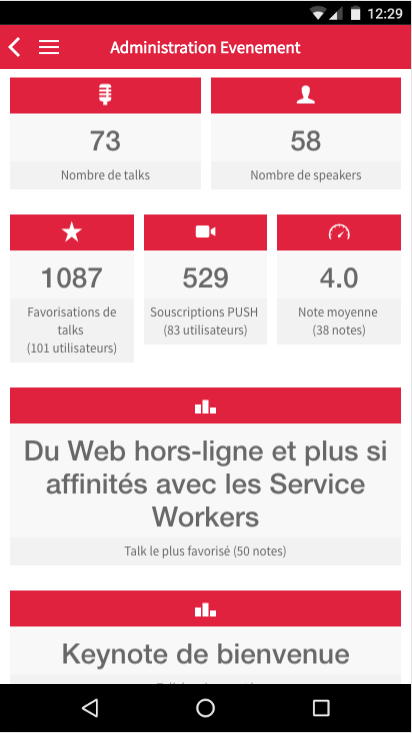 12:29
Administration Evenement
73
58
Nombre de talks
Nombre de speakers
1087
529
4.0
Favorisations de
talks
(101 utilisateurs)
Souscriptions PUSH
(83 utilisateurs)
Note moyenne
(38 notes)
Du Web hors-ligne et plus si
affinités avec les Service
Workers
Talk le plus favorisé (50 notes)
Keynote de bienvenue